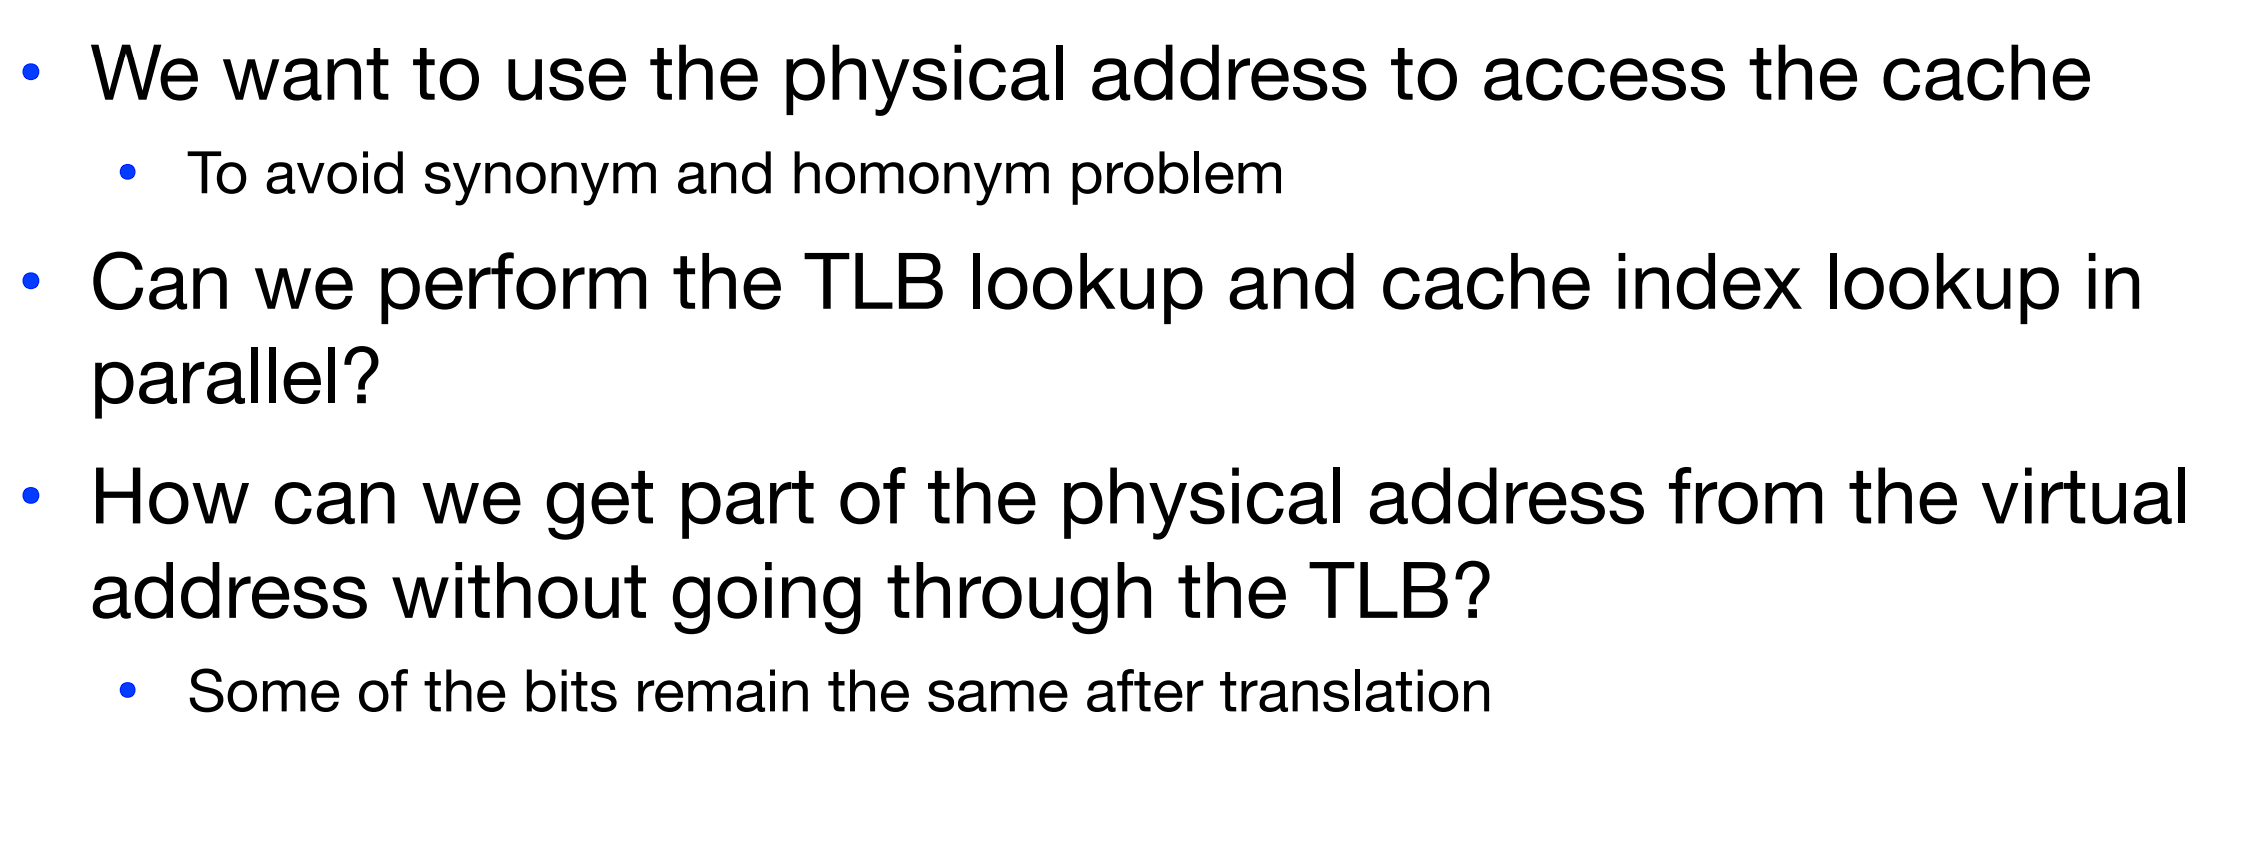 • We want to use the physical address to access the cache
• To avoid synonym and homonym problem
• Can we perform the TLB lookup and cache index lookup in
parallel?
• How can we get part of the physical address from the virtual
address without going through the TLB?
• Some of the bits remain the same after translation